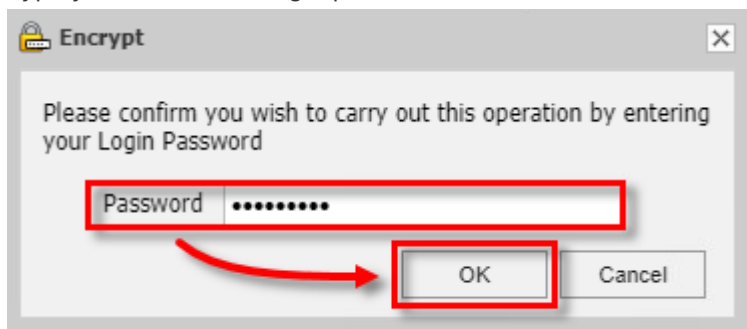 Encrypt
Please confirm you wish to carry out this operation by entering
your Login Password
Password •••••••••
OK Cancel